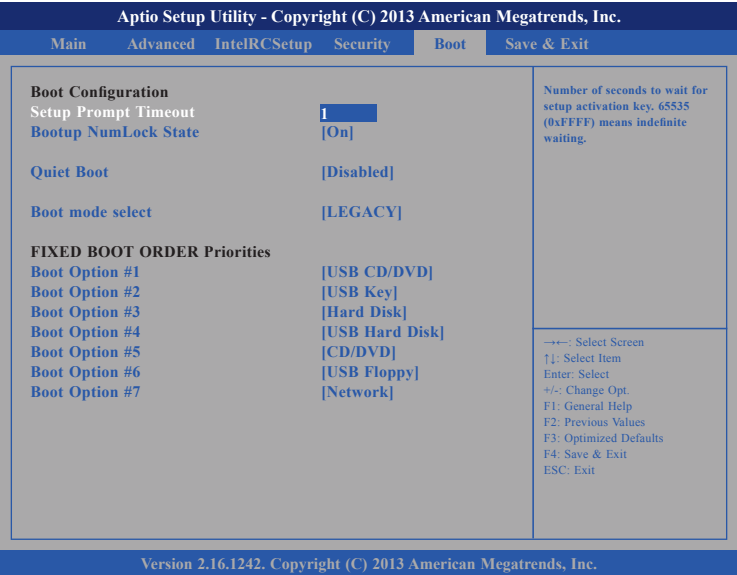 Aptio Setup Utility - Copyright (C) 2013 American Megatrends, Inc.
Main Advanced IntelRCSetup Security Boot Save & Exit
Boot Configuration
Setup Prompt Timeout 1
Bootup NumLock State [On]
Quiet Boot [Disabled]
Boot mode select [LEGACY]
FIXED BOOT ORDER Priorities
Boot Option #1 [USB CD/DVD]
Boot Option #2 [USB Key]
Boot Option #3 [Hard Disk]
Boot Option #4 [USB Hard Disk]
Boot Option #5 [CD/DVD]
Boot Option #6 [USB Floppy]
Boot Option #7 [Network]
Number of seconds to wait for
setup activation key. 65535
(0xFFFF) means indefinite
waiting.
→←: Select Screen
↑↓: Select Item
Enter: Select
+/-: Change Opt.
F1: General Help
F2: Previous Values
F3: Optimized Defaults
F4: Save & Exit
ESC: Exit
Version 2.16.1242. Copyright (C) 2013 American Megatrends, Inc.